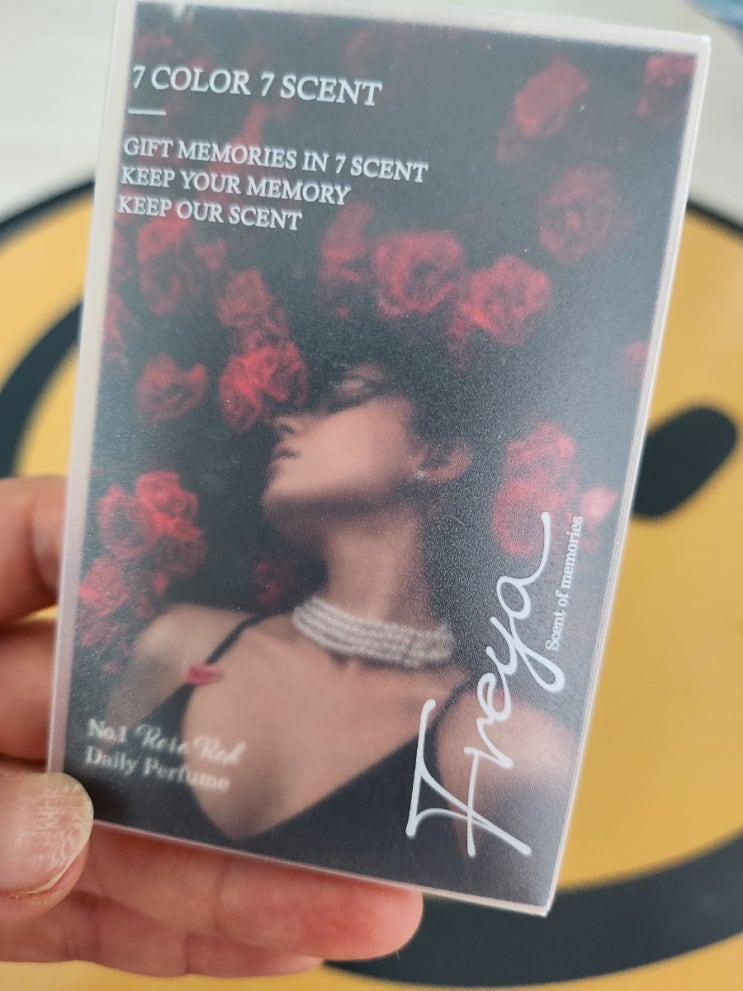 7 COLOR 7 SCENT
GIFT MEMORIES IN 7 SCENT
KEEP YOUR MEMORY
KEEP OUR SCENT
Freya
Scent of memories
No.1 Rose Red
Daily Perfume